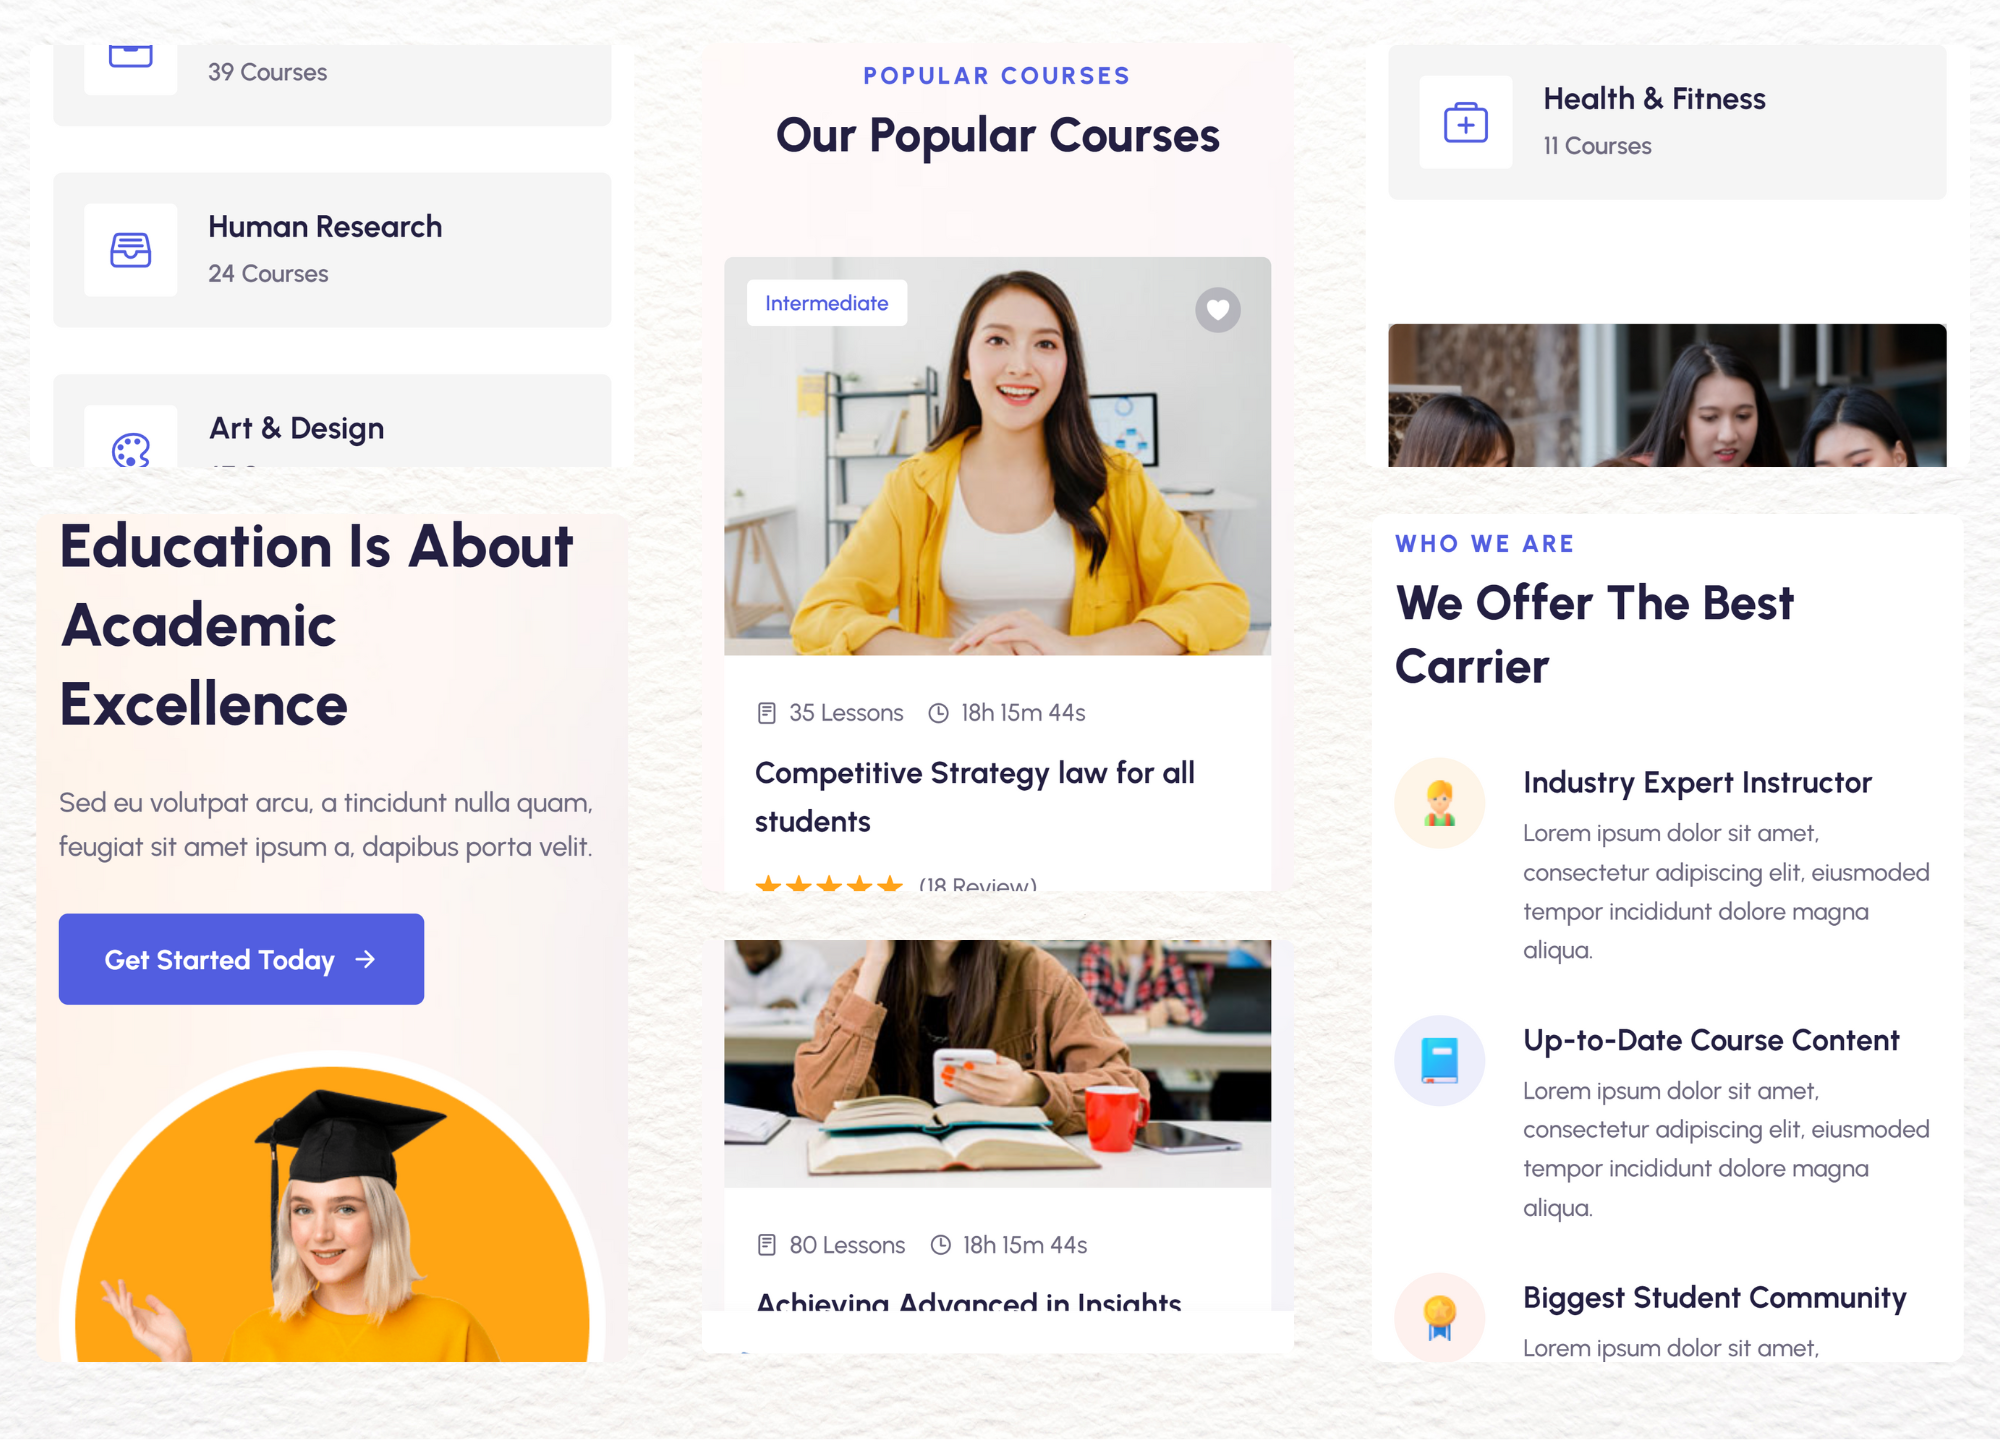 39 Courses
Human Research
24 Courses
Art & Design
Education Is About
Academic
Excellence
Sed eu volutpat arcu, a tincidunt nulla quam,
feugiat sit amet ipsum a, dapibus porta velit.
Get Started Today
POPULAR COURSES
Our Popular Courses
Intermediate
35 Lessons 18h 15m 44s
Competitive Strategy law for all
students
(18 Review)
80 Lessons 18h 15m 44s
Achieving Advanced in Insights
Health & Fitness
11 Courses
WHO WE ARE
We Offer The Best
Carrier
Industry Expert Instructor
Lorem ipsum dolor sit amet,
consectetur adipiscing elit, eiusmoded
tempor incididunt dolore magna
aliqua.
Up-to-Date Course Content
Lorem ipsum dolor sit amet,
consectetur adipiscing elit, eiusmoded
tempor incididunt dolore magna
aliqua.
Biggest Student Community
Lorem ipsum dolor sit amet,